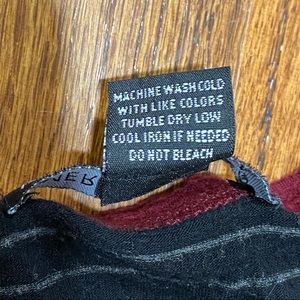 MACHINE WASH COLD
WITH LIKE COLORS
TUMBLE DRY LOW
COOL IRON IF NEEDED
DO NOT BLEACH